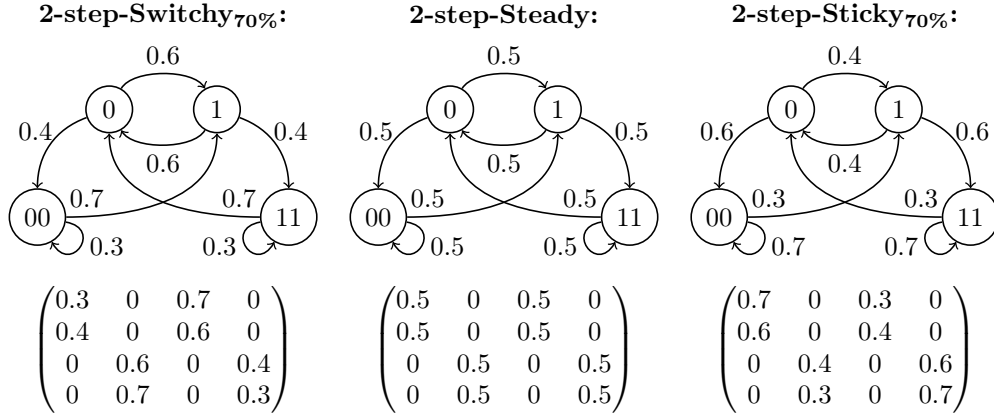 2-step-Switchy70%: 2-step-Steady: 2-step-Sticky70%:
0.6 0.5 0.4
0 1 0 1 0 1
0.4 0.4 0.5 0.5 0.6 0.6
0.6 0.5 0.4
0.7 0.7 0.5 0.5 0.3 0.3
00 11 00 11 00 11
0.3 0.3 0.5 0.5 0.7 0.7
0.3 0 0.7 0 0.5 0 0.5 0 0.7 0 0.3 0
0.4 0 0.6 0 0.5 0 0.5 0 0.6 0 0.4 0
0 0.6 0 0.4 0 0.5 0 0.5 0 0.4 0 0.6
0 0.7 0 0.3 0 0.5 0 0.5 0 0.3 0 0.7